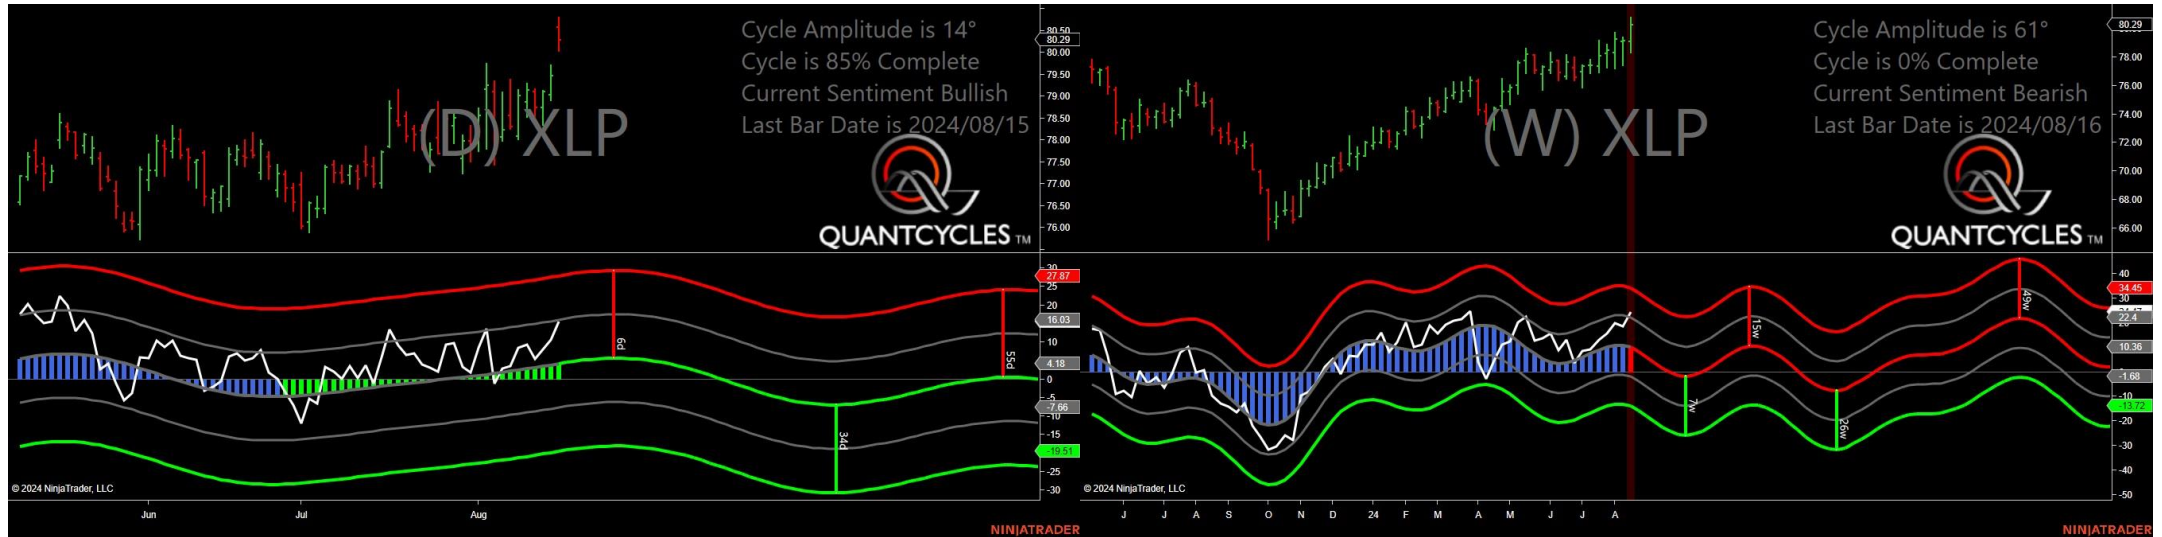 Cycle Amplitude is 14°
Cycle is 85% Complete
Current Sentiment Bullish
Last Bar Date is 2024/08/15
(D) XLP
QUANTCYCLES TM
80.50
80.29
80.00
79.50
79.00
78.50
78.00
77.50
77.00
76.50
76.00
30
27.87
25
20
16.03
10
4.18
0
-5
-7.66
-10
-15
-19.51
-25
-30
6d
34d
55d
© 2024 NinjaTrader, LLC
Jun Jul Aug
NINJATRADER
Cycle Amplitude is 61°
Cycle is 0% Complete
Current Sentiment Bearish
Last Bar Date is 2024/08/16
(W) XLP
QUANTCYCLES TM
80.29
78.00
76.00
74.00
72.00
70.00
68.00
66.00
40
34.45
30
22.4
10.36
-1.68
-10
-13.72
-20
-30
-40
-50
7w
15w
26w
49w
© 2024 NinjaTrader, LLC
J J A S O N D 24 F M A M J J A
NINJATRADER